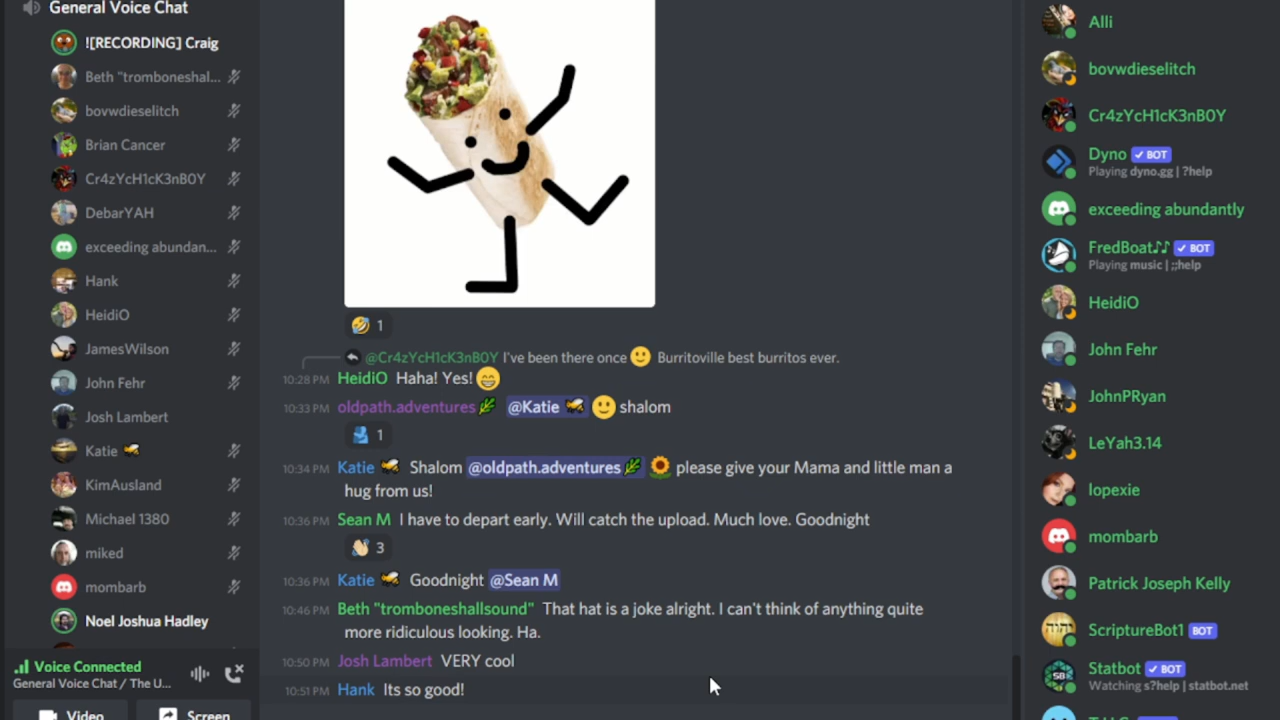 General Voice Chat
![RECORDING] Craig
Beth "tromboneshal...
bovwdieselitch
Brian Cancer
Cr4zYcH1cK3nB0Y
DebarYAH
exceeding abundan...
Hank
HeidiO
JamesWilson
John Fehr
Josh Lambert
Katie
KimAusland
Michael 1380
miked
mombarb
Noel Joshua Hadley
Voice Connected
General Voice Chat / The U...
Video
Screen
1
@Cr4zYcH1cK3nB0Y I've been there once 🙂 Burritoville best burritos ever.
10:28 PM HeidiO Haha! Yes! 😁
10:33 PM oldpath.adventures🌿 @Katie 🐝 🙂 shalom
1
10:34 PM Katie 🐝 Shalom @oldpath.adventures🌿 🌻 please give your Mama and little man a
hug from us!
10:36 PM Sean M I have to depart early. Will catch the upload. Much love. Goodnight
3
10:36 PM Katie 🐝 Goodnight @Sean M
10:46 PM Beth "tromboneshallsound" That hat is a joke alright. I can't think of anything quite
more ridiculous looking. Ha.
10:50 PM Josh Lambert VERY cool
10:51 PM Hank Its so good!
Alli
bovwdieselitch
Cr4zYcH1cK3nB0Y
Dyno ✓ BOT
Playing dyno.gg | ?help
exceeding abundantly
FredBoat♪♪ ✓ BOT
Playing music | ;;help
HeidiO
John Fehr
JohnPRyan
LeYah3.14
lopexie
mombarb
Patrick Joseph Kelly
ScriptureBot1 BOT
Statbot ✓ BOT
Watching s?help | statbot.net